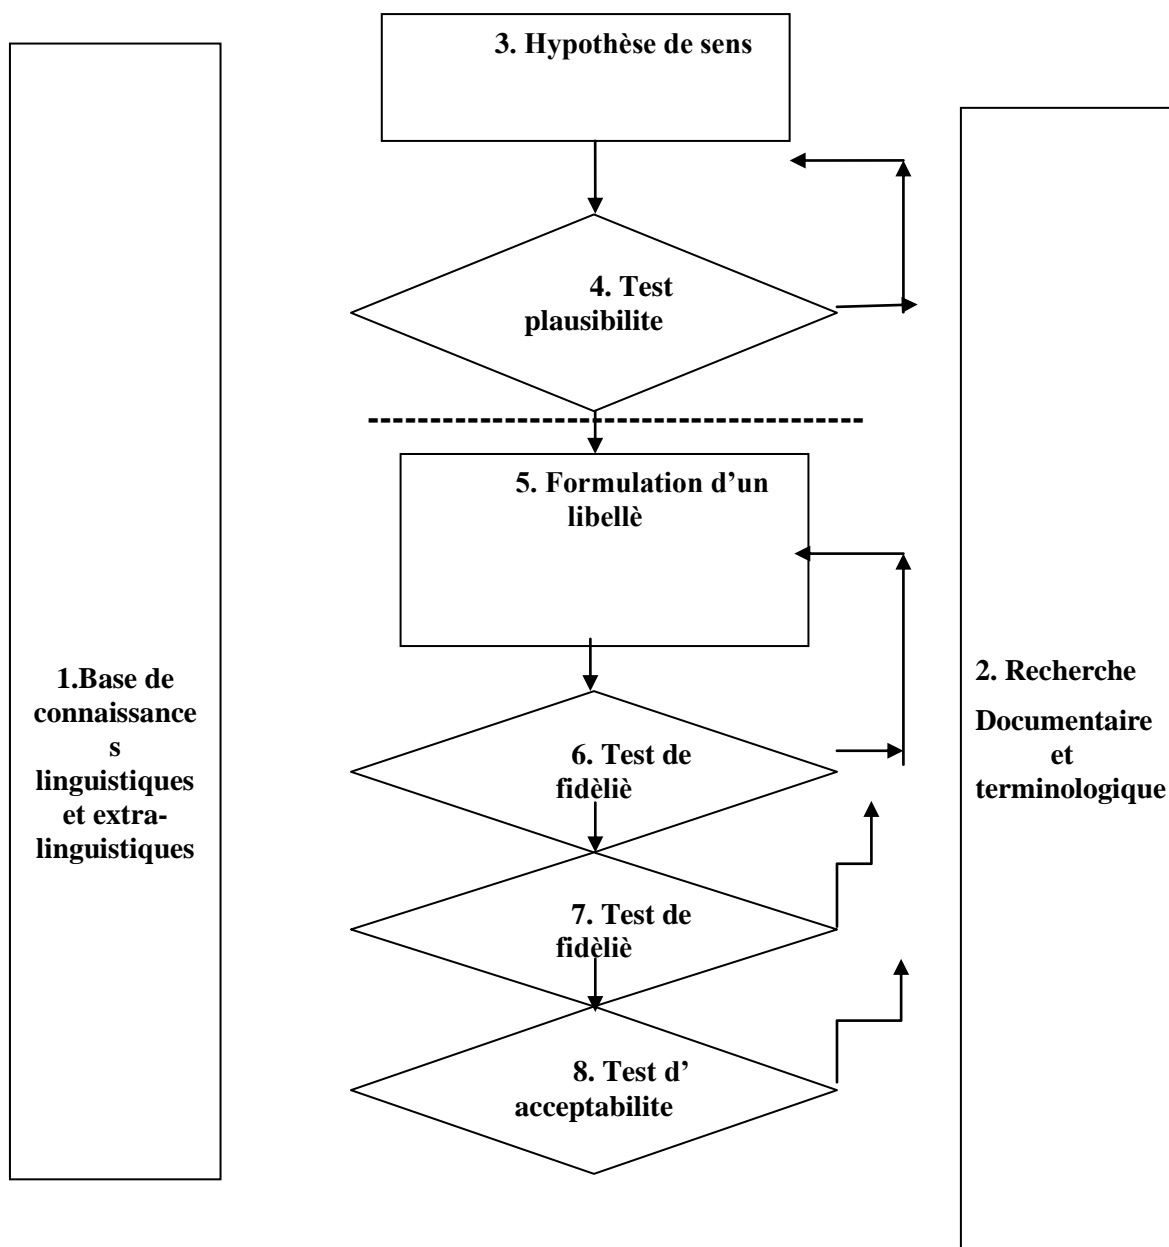 3. Hypothèse de sens
4. Test
plausibilite
5. Formulation d’un
libellè
1.Base de
connaissance
s
linguistiques
et extra-
linguistiques
2. Recherche
Documentaire
et
terminologique
6. Test de
fidèliè
7. Test de
fidèliè
8. Test d’
acceptabilite